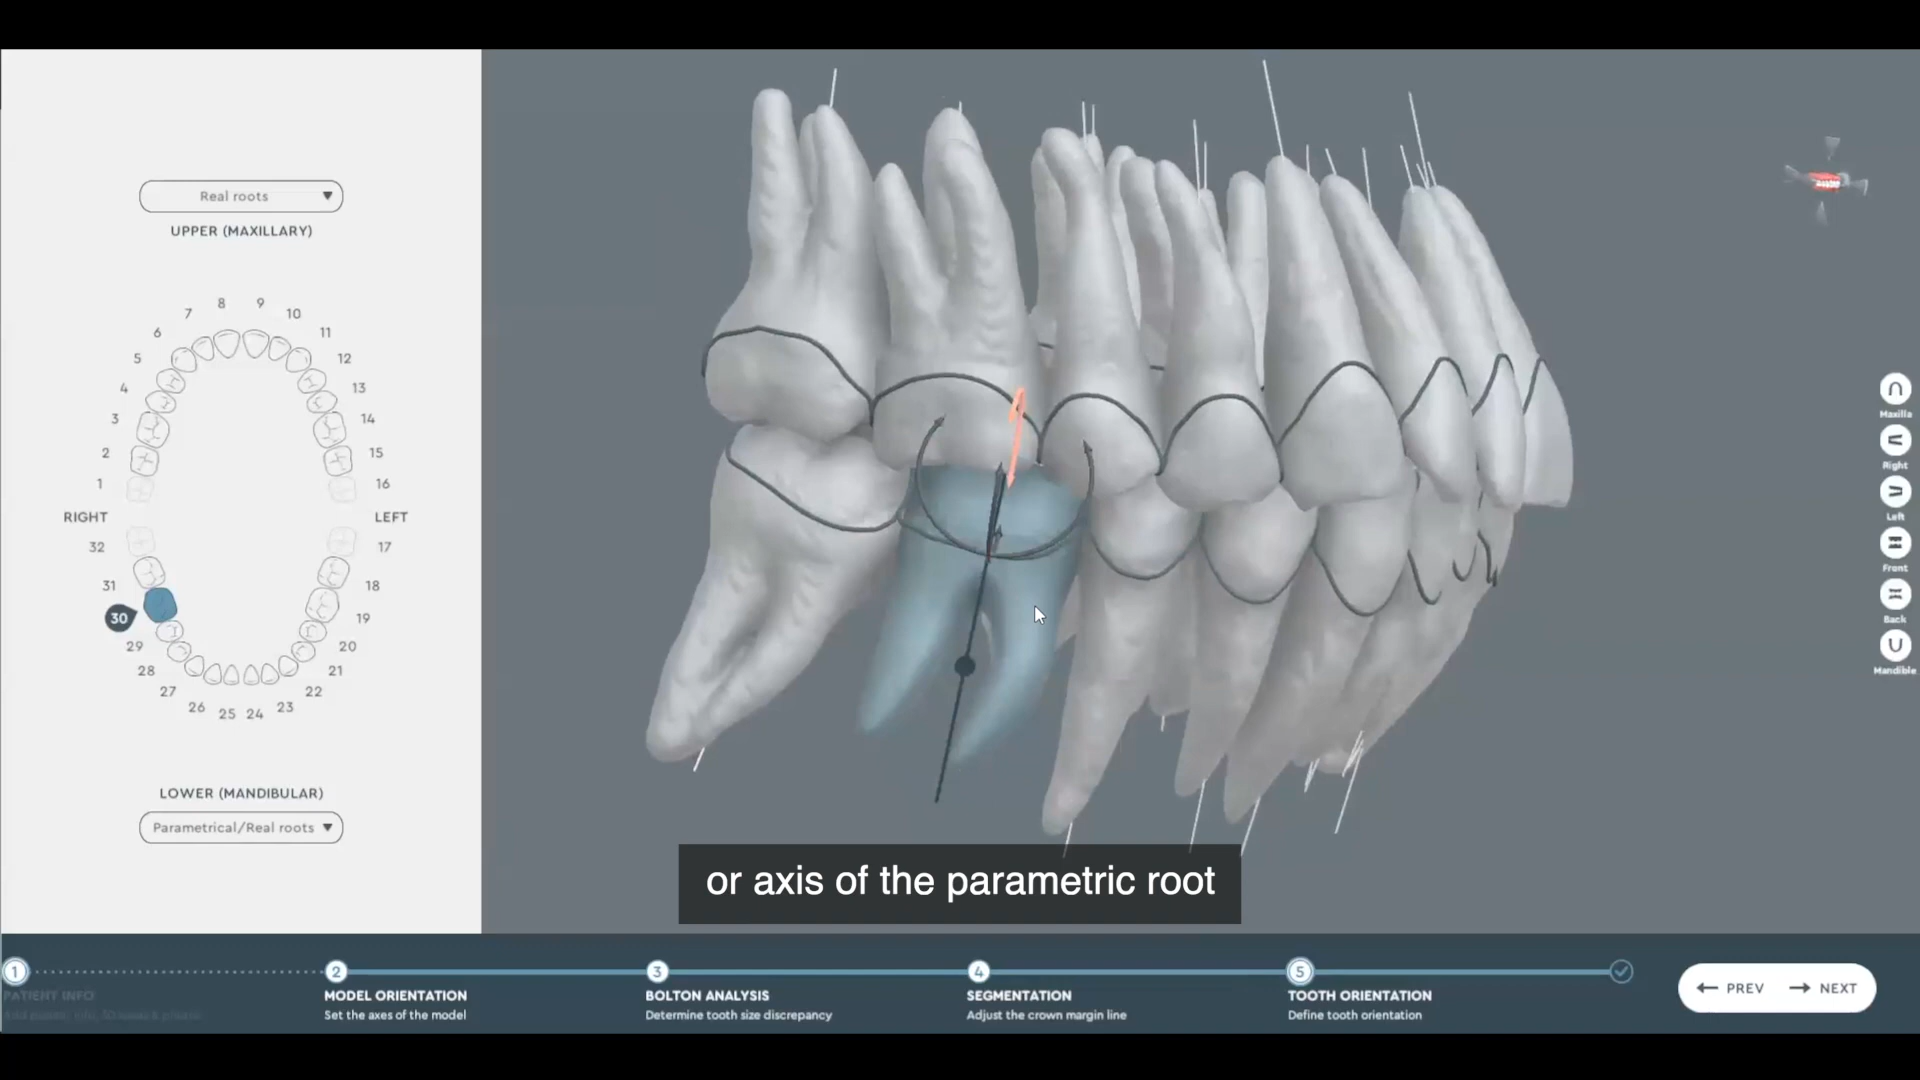 Real roots
UPPER (MAXILLARY)
8 9
7 10
6 11
5 12
4 13
3 14
2 15
1 16
RIGHT LEFT
32 17
31 18
30 19
29 20
28 21
27 22
26 25 24 23
LOWER (MANDIBULAR)
Parametrical/Real roots
Maxilla
Right
Left
Front
Back
Mandible
or axis of the parametric root
1
PATIENT INFO
2
MODEL ORIENTATION
Set the axes of the model
3
BOLTON ANALYSIS
Determine tooth size discrepancy
4
SEGMENTATION
Adjust the crown margin line
5
TOOTH ORIENTATION
Define tooth orientation
PREV NEXT